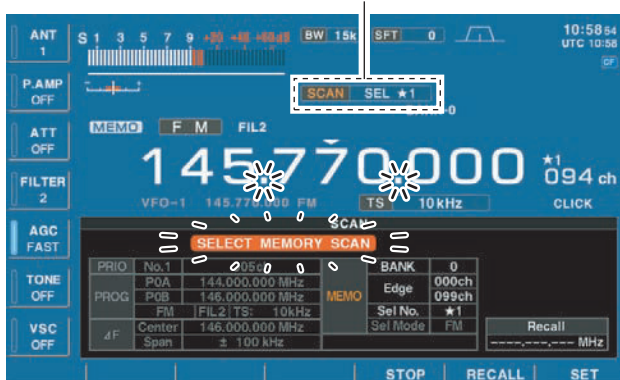 ANT
1
S 1 3 5 7 9 +20 +40 +60dB
BW 15k SFT 0
10:58 54
UTC 10:58
CF
P.AMP
OFF
SCAN SEL ★1
ATT
OFF
MEMO FM FIL2
145.770.000
★1
094 ch
FILTER
2
VFO-1 145.770.000 FM TS 10kHz CLICK
AGC
FAST
SCAN
SELECT MEMORY SCAN
PRIO No.1 BANK 0
TONE
OFF
PROG P0A 144.000.000 MHz MEMO Edge 000ch
P0B 146.000.000 MHz 099ch
FM FIL2 TS: 10kHz Sel No. ★1
VSC
OFF
ΔF Center 146.000.000 MHz Sel Mode FM Recall
Span ± 100 kHz ----,---,--- MHz
STOP RECALL SET